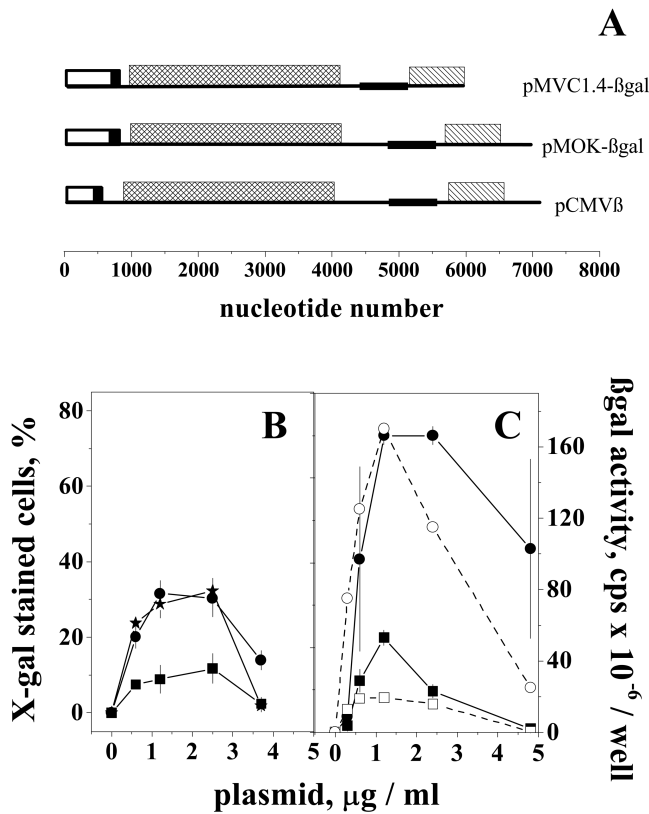 A
pMVC1.4-ßgal
pMOK-ßgal
pCMVß
0 1000 2000 3000 4000 5000 6000 7000 8000
nucleotide number
B
C
X-gal stained cells, %
80
60
40
20
0
0 1 2 3 4 5
0 1 2 3 4 5
plasmid, µg / ml
160
120
80
40
0
ßgal activity, cps x 10⁻⁶ / well